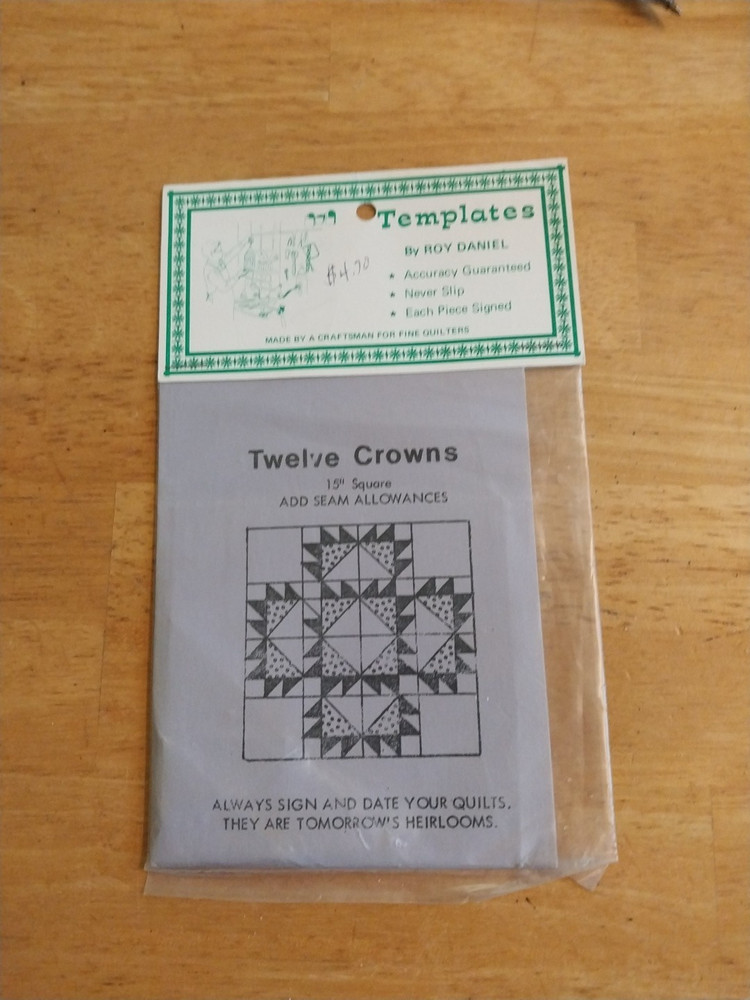 Templates
By ROY DANIEL
★ Accuracy Guaranteed
★ Never Slip
★ Each Piece Signed
MADE BY A CRAFTSMAN FOR FINE QUILTERS
Twelve Crowns
15" Square
ADD SEAM ALLOWANCES
ALWAYS SIGN AND DATE YOUR QUILTS.
THEY ARE TOMORROW'S HEIRLOOMS.